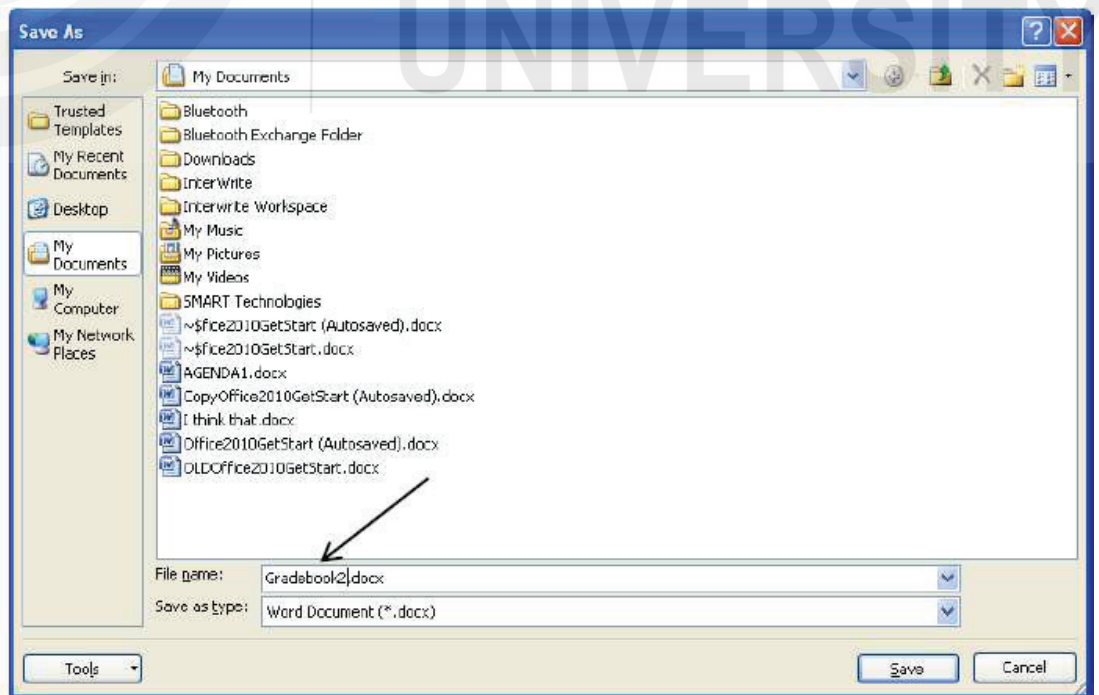 UNIVERSITY
Save As
Save in:
My Documents
Trusted
Templates
My Recent
Documents
Desktop
My
Documents
My
Computer
My Network
Places
Bluetooth
Bluetooth Exchange Folder
Downloads
InterWrite
Interwrite Workspace
My Music
My Pictures
My Videos
SMART Technologies
~$fice2010GetStart (Autosaved).docx
~$fice2010GetStart.docx
AGENDA1.docx
CopyOffice2010GetStart (Autosaved).docx
I think that.docx
Office2010GetStart (Autosaved).docx
OLDOffice2010GetStart.docx
File name:
Gradebook2.docx
Save as type:
Word Document (*.docx)
Tools
Save
Cancel